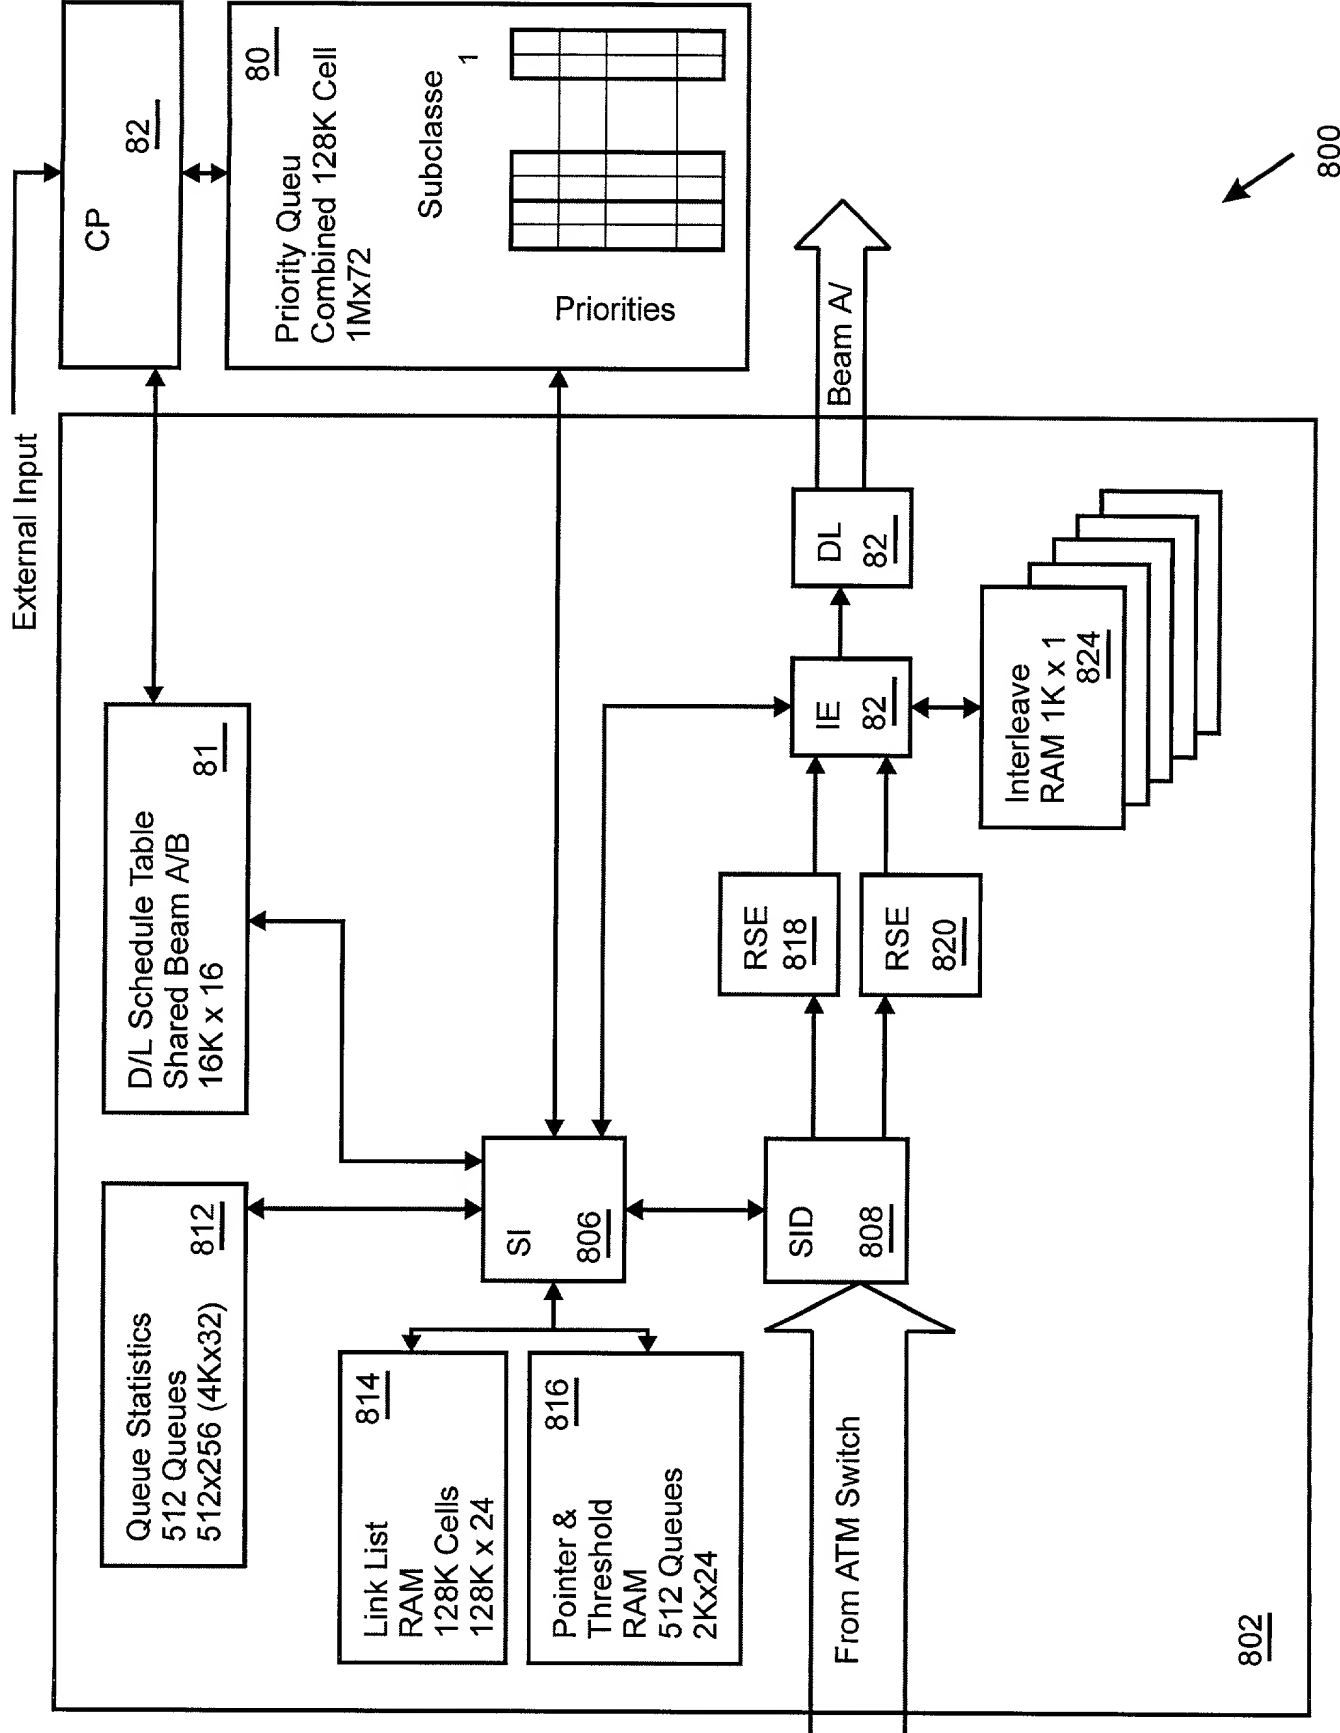 External Input
CP
82
80
Priority Queu
Combined 128K Cell
1Mx72
Subclasse
1
Priorities
Queue Statistics
512 Queues
512x256 (4Kx32)
812
D/L Schedule Table
Shared Beam A/B
16K x 16
81
Link List
RAM
128K Cells
128K x 24
814
Pointer &
Threshold
RAM
512 Queues
2Kx24
816
SI
806
SID
808
RSE
818
RSE
820
IE
82
DL
82
Beam A/
Interleave
RAM 1K x 1
824
From ATM Switch
802
800